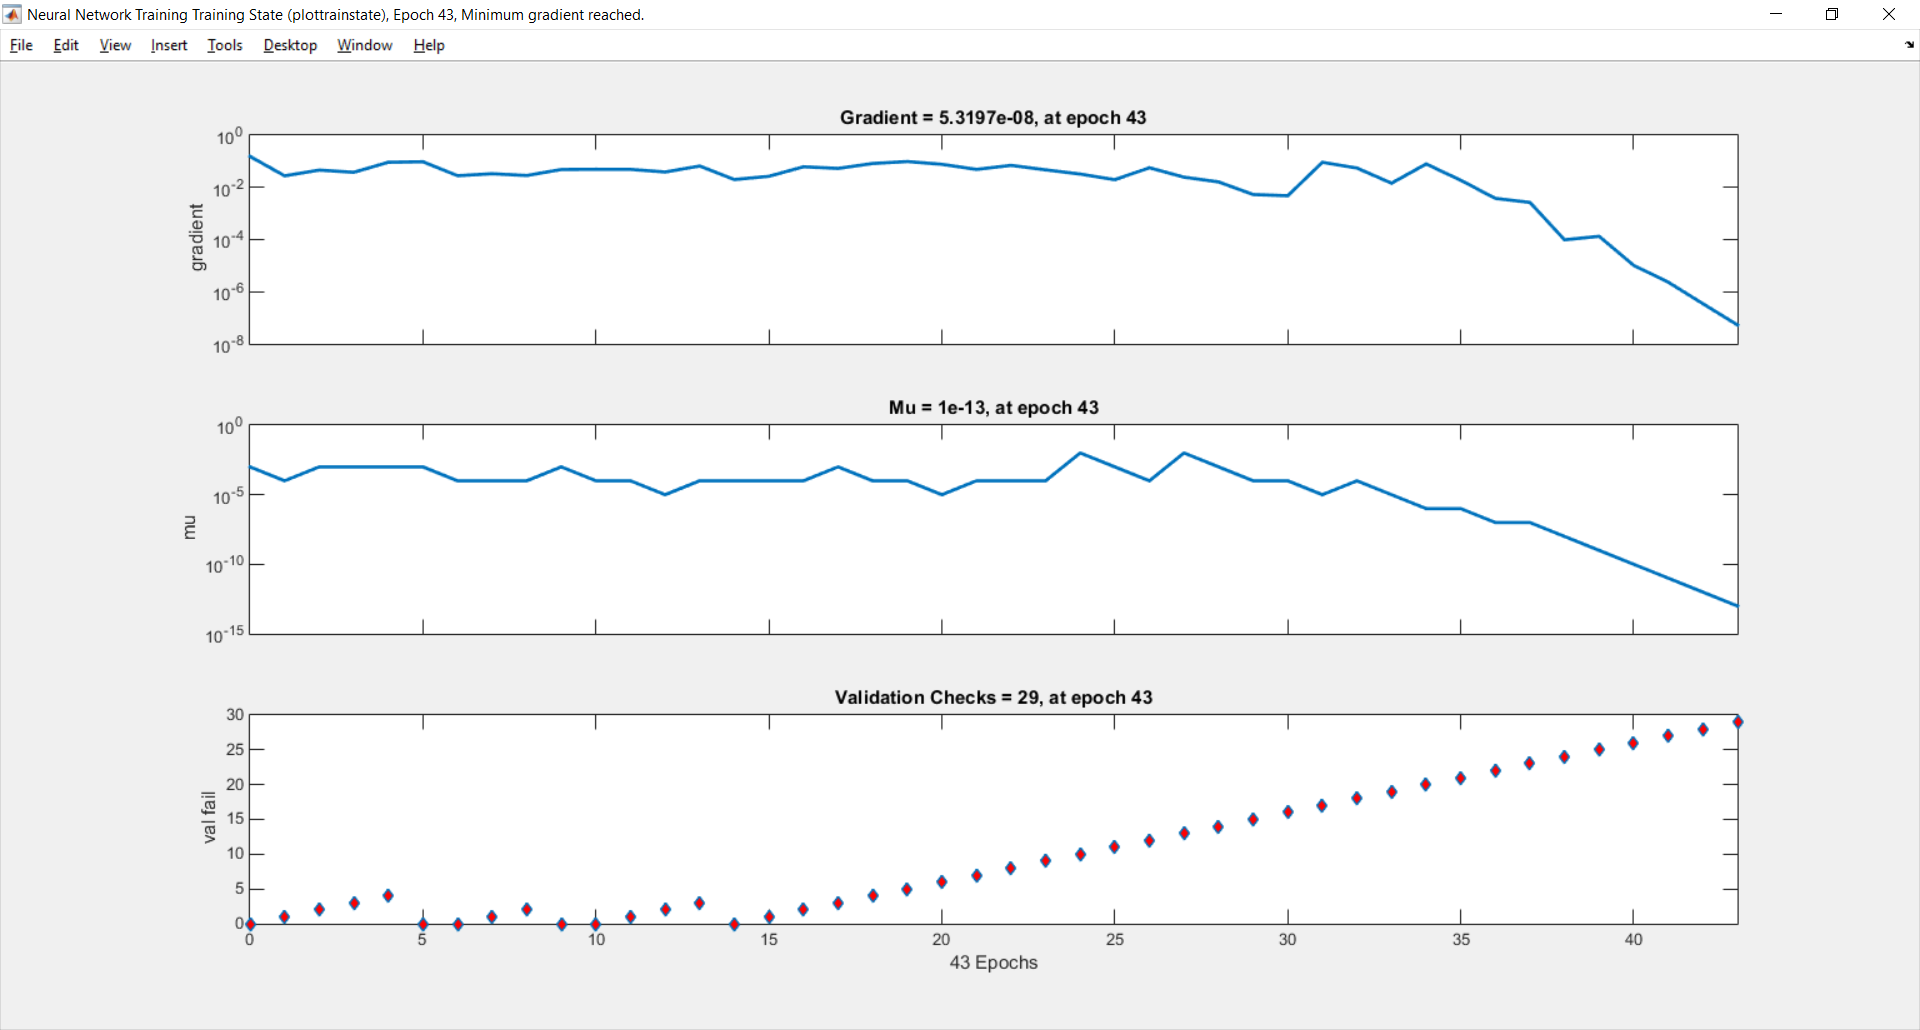 Neural Network Training Training State (plottrainstate), Epoch 43, Minimum gradient reached.
File Edit View Insert Tools Desktop Window Help
Gradient = 5.3197e-08, at epoch 43
10^0
10^-2
10^-4
10^-6
10^-8
gradient
Mu = 1e-13, at epoch 43
10^0
10^-5
10^-10
10^-15
mu
Validation Checks = 29, at epoch 43
30
25
20
15
10
5
0
val fail
0 5 10 15 20 25 30 35 40
43 Epochs